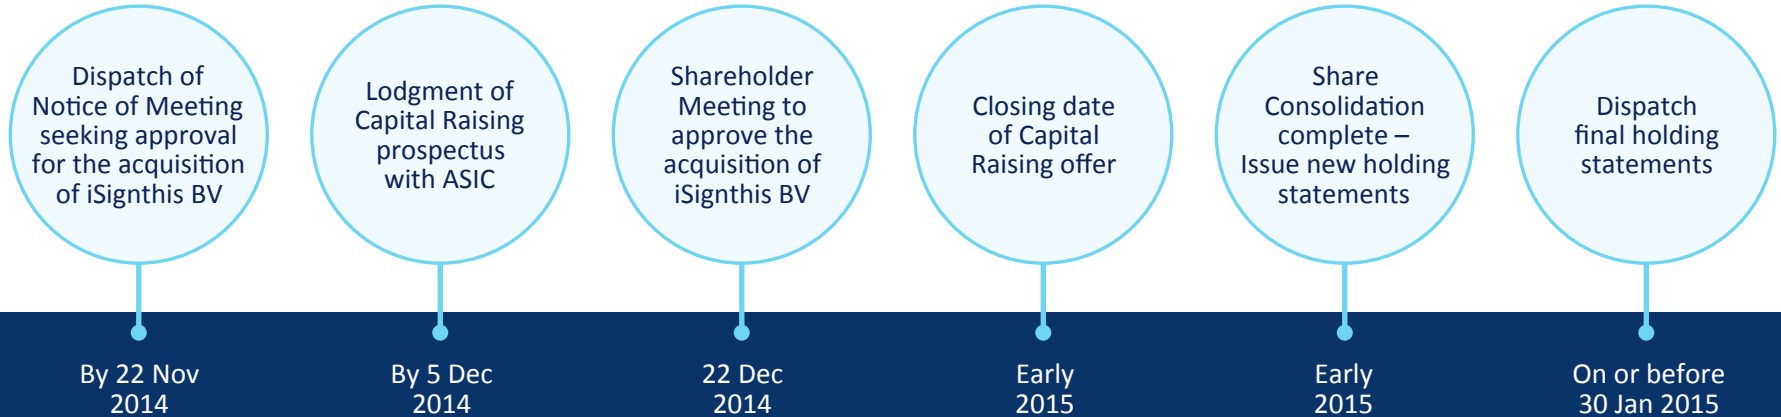 Dispatch of
Notice of Meeting
seeking approval
for the acquisition
of iSignthis BV
Lodgment of
Capital Raising
prospectus
with ASIC
Shareholder
Meeting to
approve the
acquisition of
iSignthis BV
Closing date
of Capital
Raising offer
Share
Consolidation
complete –
Issue new holding
statements
Dispatch
final holding
statements
By 22 Nov
2014
By 5 Dec
2014
22 Dec
2014
Early
2015
Early
2015
On or before
30 Jan 2015